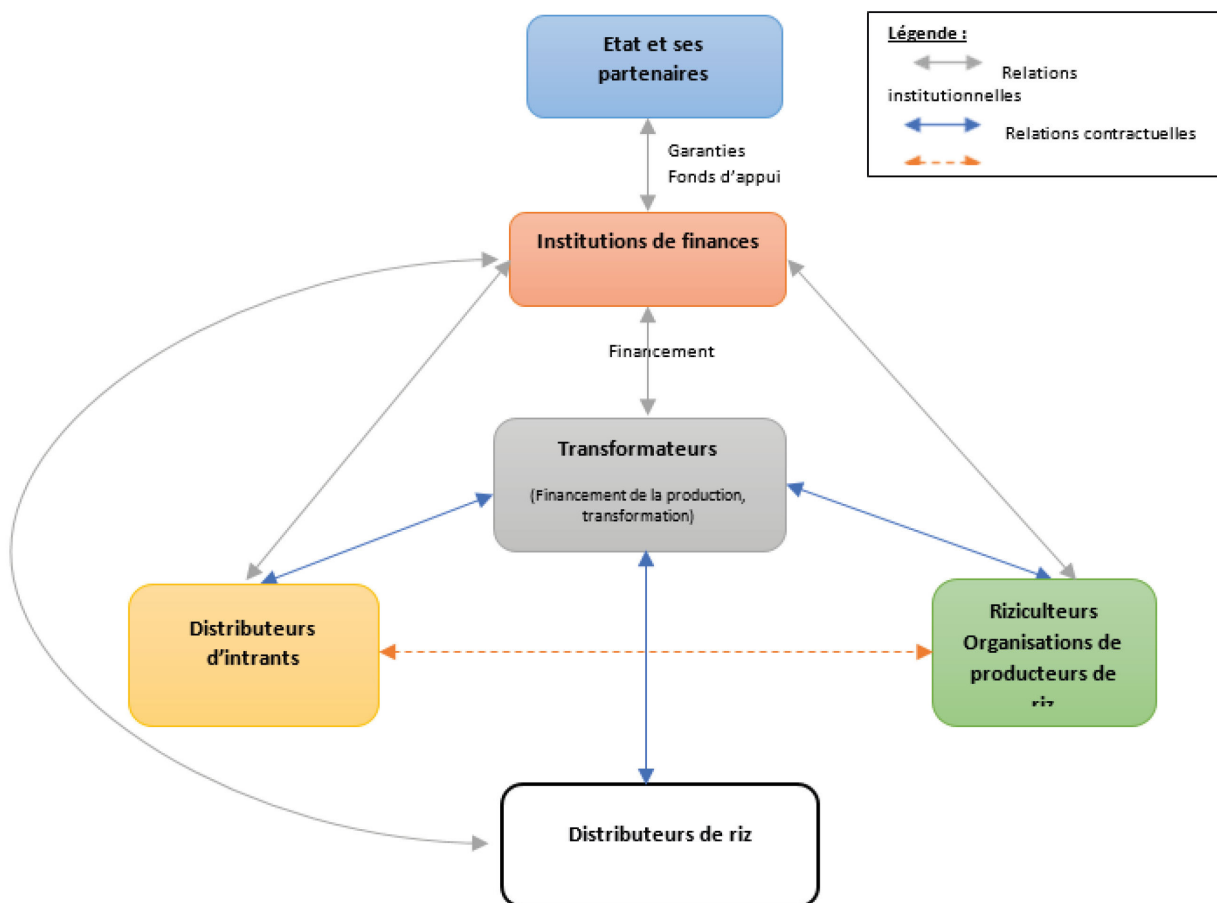 Etat et ses
partenaires
Légende :
Relations
institutionnelles
Relations contractuelles
Garanties
Fonds d’appui
Institutions de finances
Financement
Transformateurs
(Financement de la production,
transformation)
Distributeurs
d’intrants
Riziculteurs
Organisations de
producteurs de
riz
Distributeurs de riz